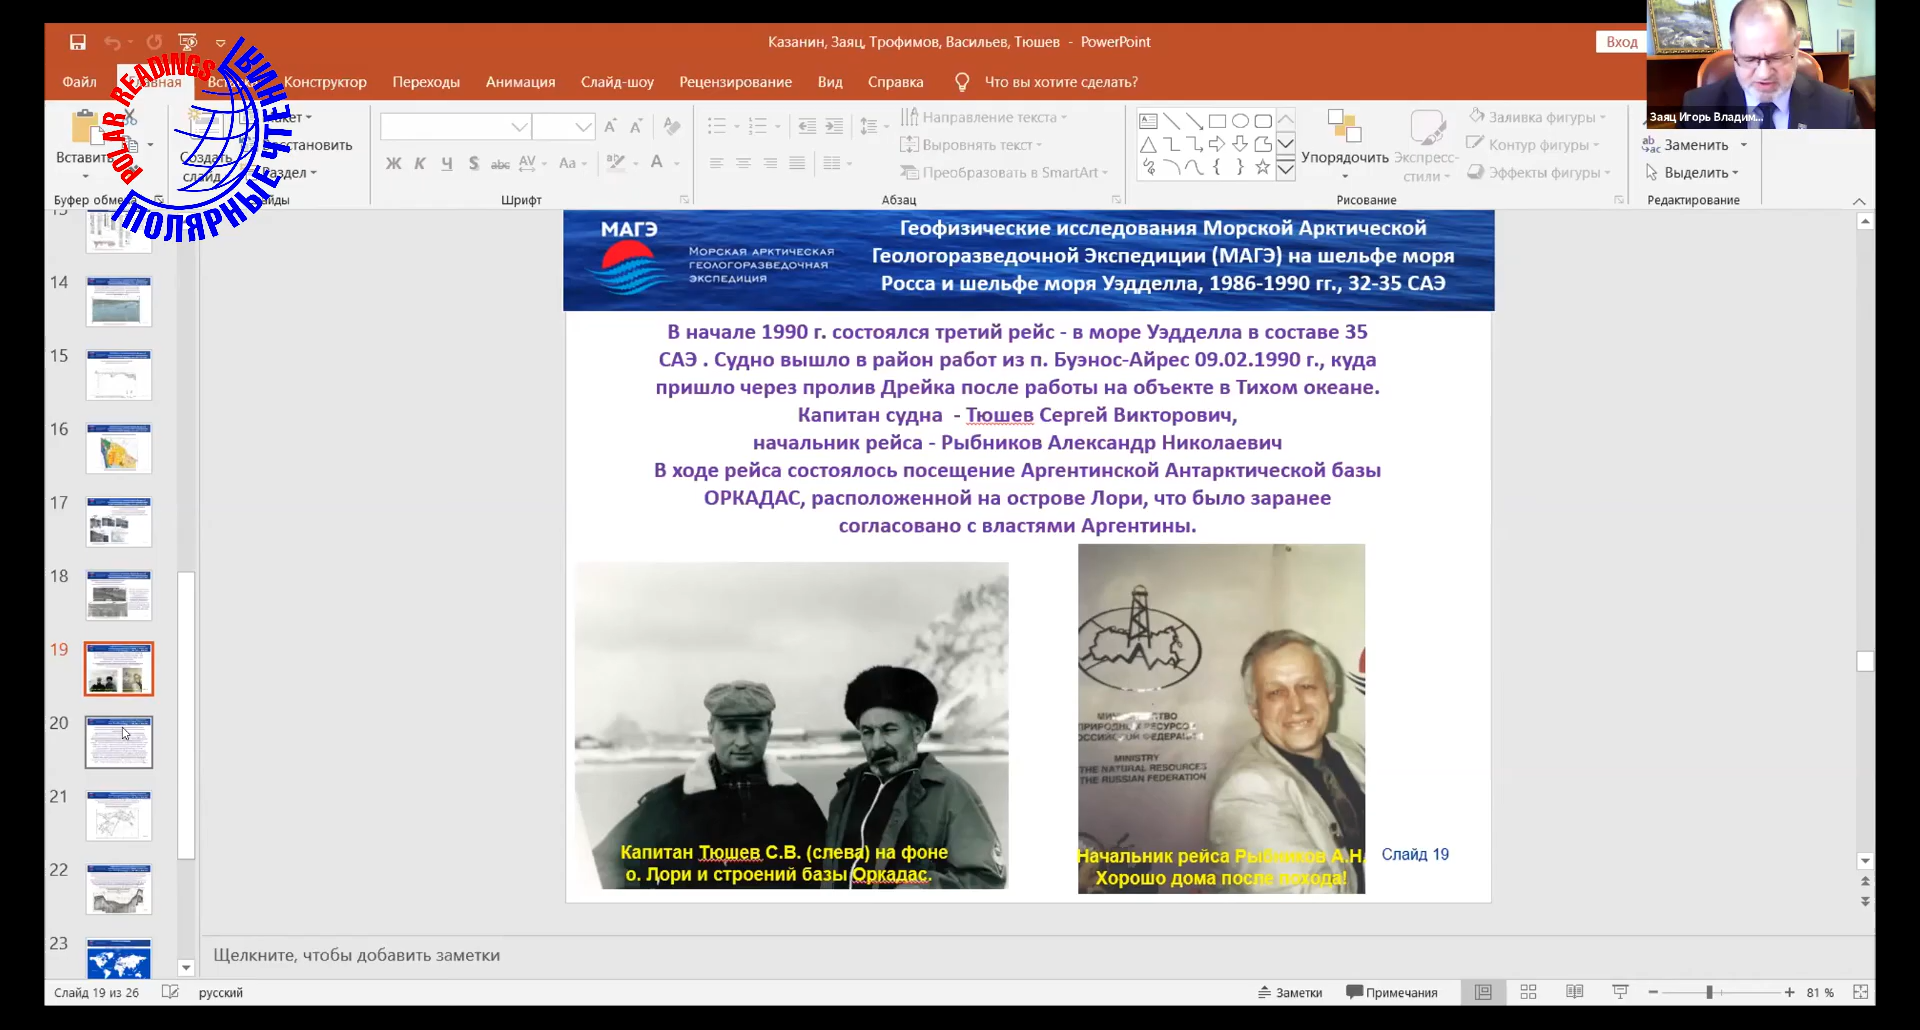 Казанин, Заяц, Трофимов, Васильев, Тюшев - PowerPoint
Вход
Файл
Конструктор
Переходы
Анимация
Слайд-шоу
Рецензирование
Вид
Справка
Что вы хотите сделать?
POLAR READINGS
ПОЛЯРНЫЕ ЧТЕНИЯ
Заяц Игорь Владим...
Вставить
Создать
слайд
Раздел
Буфер обмена
Ж К Ч S abc AV Aa A
Шрифт
Направление текста
Выровнять текст
Преобразовать в SmartArt
Абзац
Упорядочить
Экспресс-
стили
Заливка фигуры
Контур фигуры
Эффекты фигуры
Рисование
Заменить
Выделить
Редактирование
МАГЭ
МОРСКАЯ АРКТИЧЕСКАЯ
ГЕОЛОГОРАЗВЕДОЧНАЯ
ЭКСПЕДИЦИЯ
Геофизические исследования Морской Арктической
Геологоразведочной Экспедиции (МАГЭ) на шельфе моря
Росса и шельфе моря Уэдделла, 1986-1990 гг., 32-35 САЭ
В начале 1990 г. состоялся третий рейс - в море Уэдделла в составе 35
САЭ . Судно вышло в район работ из п. Буэнос-Айрес 09.02.1990 г., куда
пришло через пролив Дрейка после работы на объекте в Тихом океане.
Капитан судна - Тюшев Сергей Викторович,
начальник рейса - Рыбников Александр Николаевич
В ходе рейса состоялось посещение Аргентинской Антарктической базы
ОРКАДАС, расположенной на острове Лори, что было заранее
согласовано с властями Аргентины.
MINISTRY
THE NATURAL RESOURCES
THE RUSSIAN FEDERATION
Капитан Тюшев С.В. (слева) на фоне
о. Лори и строений базы Оркадас.
Начальник рейса Рыбников А.Н.
Хорошо дома после похода!
Слайд 19
14
15
16
17
18
19
20
21
22
23
Щелкните, чтобы добавить заметки
Слайд 19 из 26
русский
Заметки
Примечания
81 %